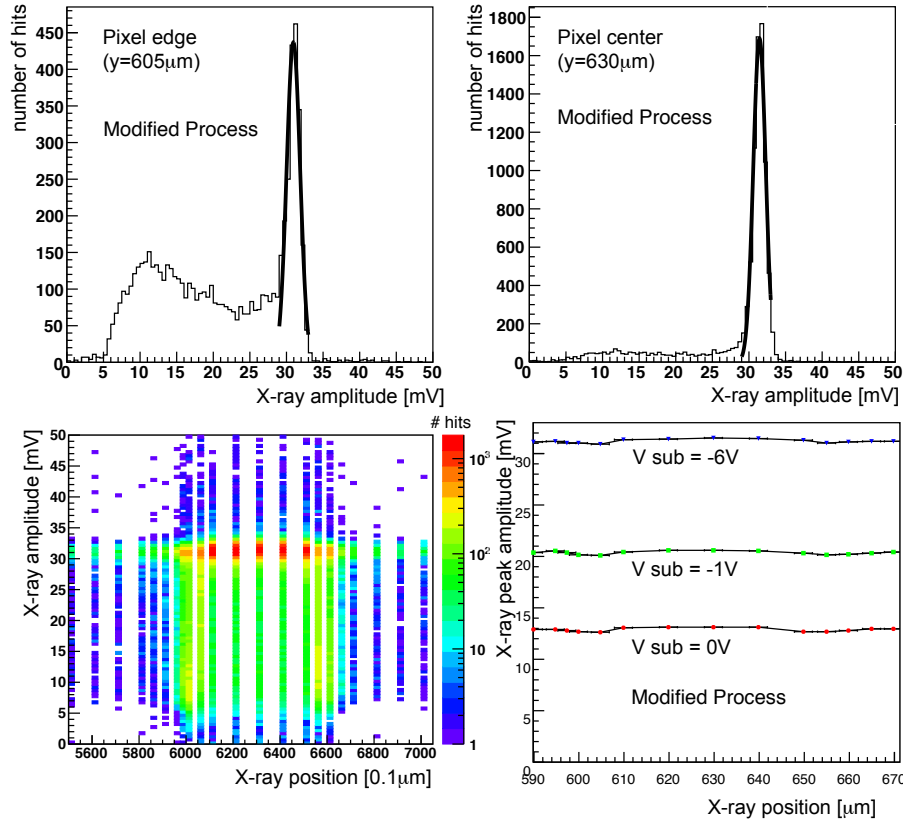 number of hits
450
400
350
300
250
200
150
100
50
0
Pixel edge
(y=605μm)
Modified Process
0 5 10 15 20 25 30 35 40 45 50
X-ray amplitude [mV]
number of hits
1800
1600
1400
1200
1000
800
600
400
200
0
Pixel center
(y=630μm)
Modified Process
0 5 10 15 20 25 30 35 40 45 50
X-ray amplitude [mV]
X-ray amplitude [mV]
50
45
40
35
30
25
20
15
10
5
0
5600 5800 6000 6200 6400 6600 6800 7000
X-ray position [0.1μm]
# hits
10³
10²
10
1
X-ray peak amplitude [mV]
30
25
20
15
10
5
0
V sub = -6V
V sub = -1V
V sub = 0V
Modified Process
590 600 610 620 630 640 650 660 670
X-ray position [μm]